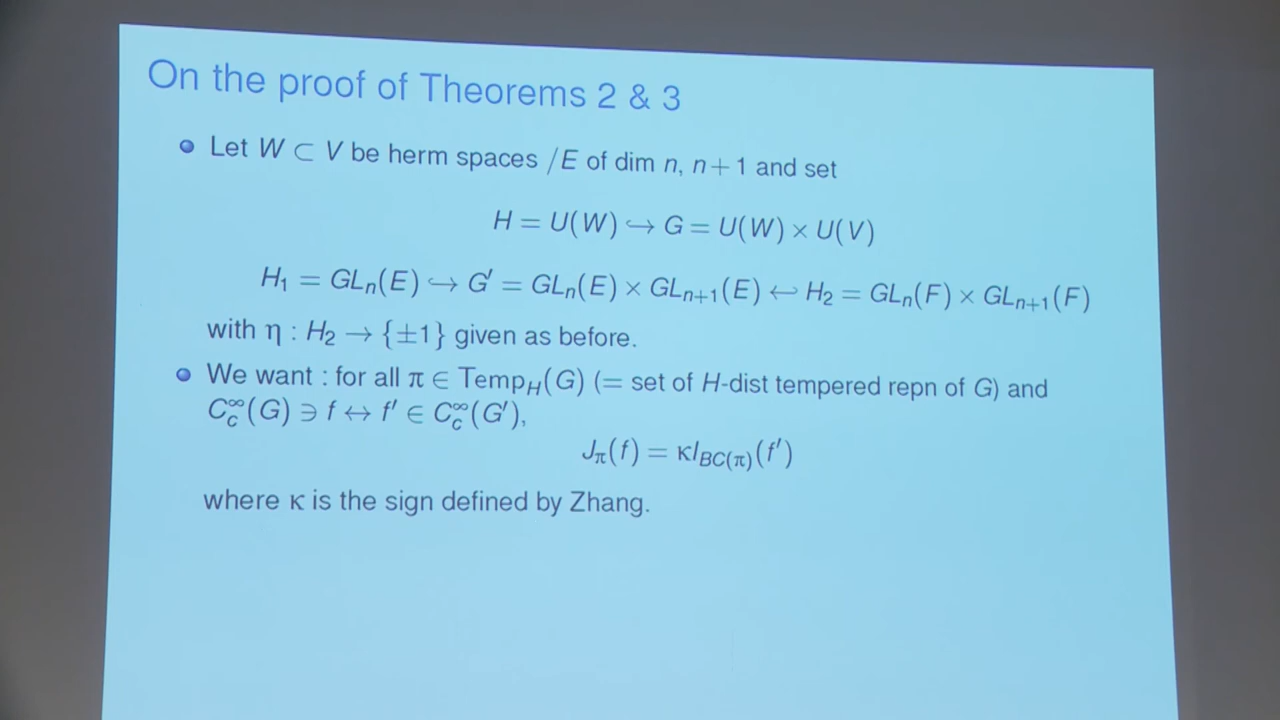 On the proof of Theorems 2 & 3
Let W ⊂ V be herm spaces /E of dim n, n+1 and set
H = U(W) ↪ G = U(W) × U(V)
H₁ = GLₙ(E) ↪ G′ = GLₙ(E) × GLₙ₊₁(E) ↩ H₂ = GLₙ(F) × GLₙ₊₁(F)
with η : H₂ → {±1} given as before.
We want : for all π ∈ Temp_H(G) (= set of H-dist tempered repn of G) and
C_c^∞(G) ∋ f ↔ f′ ∈ C_c^∞(G′),
J_π(f) = κI_{BC(π)}(f′)
where κ is the sign defined by Zhang.